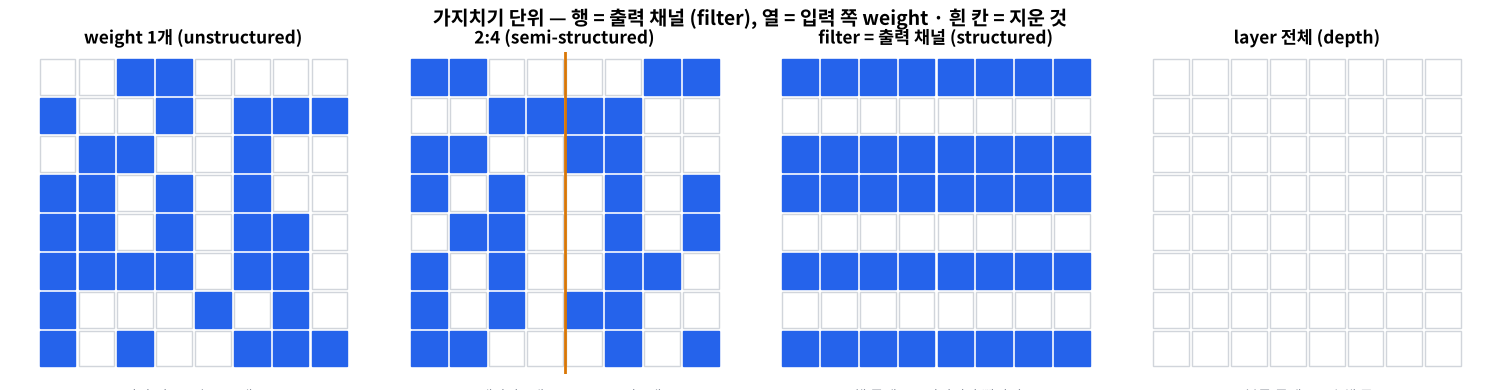 가지치기 단위 — 행 = 출력 채널 (filter), 열 = 입력 쪽 weight · 흰 칸 = 지운 것
weight 1개 (unstructured)
2:4 (semi-structured)
filter = 출력 채널 (structured)
layer 전체 (depth)